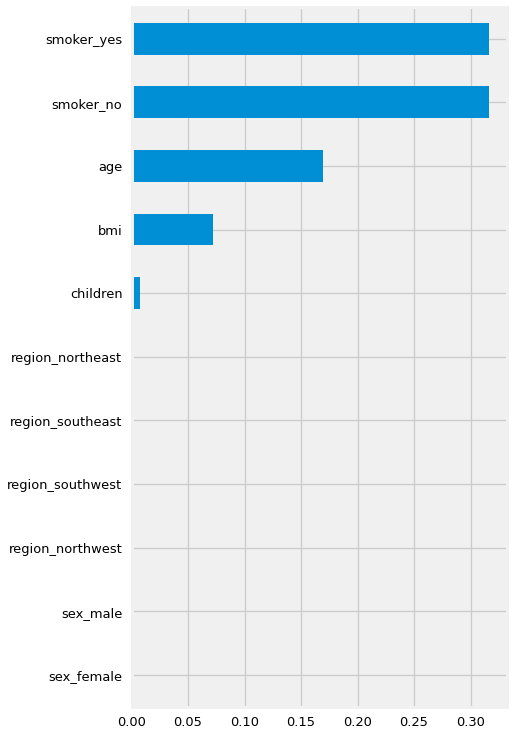 smoker_yes
smoker_no
age
bmi
children
region_northeast
region_southeast
region_southwest
region_northwest
sex_male
sex_female
0.00 0.05 0.10 0.15 0.20 0.25 0.30